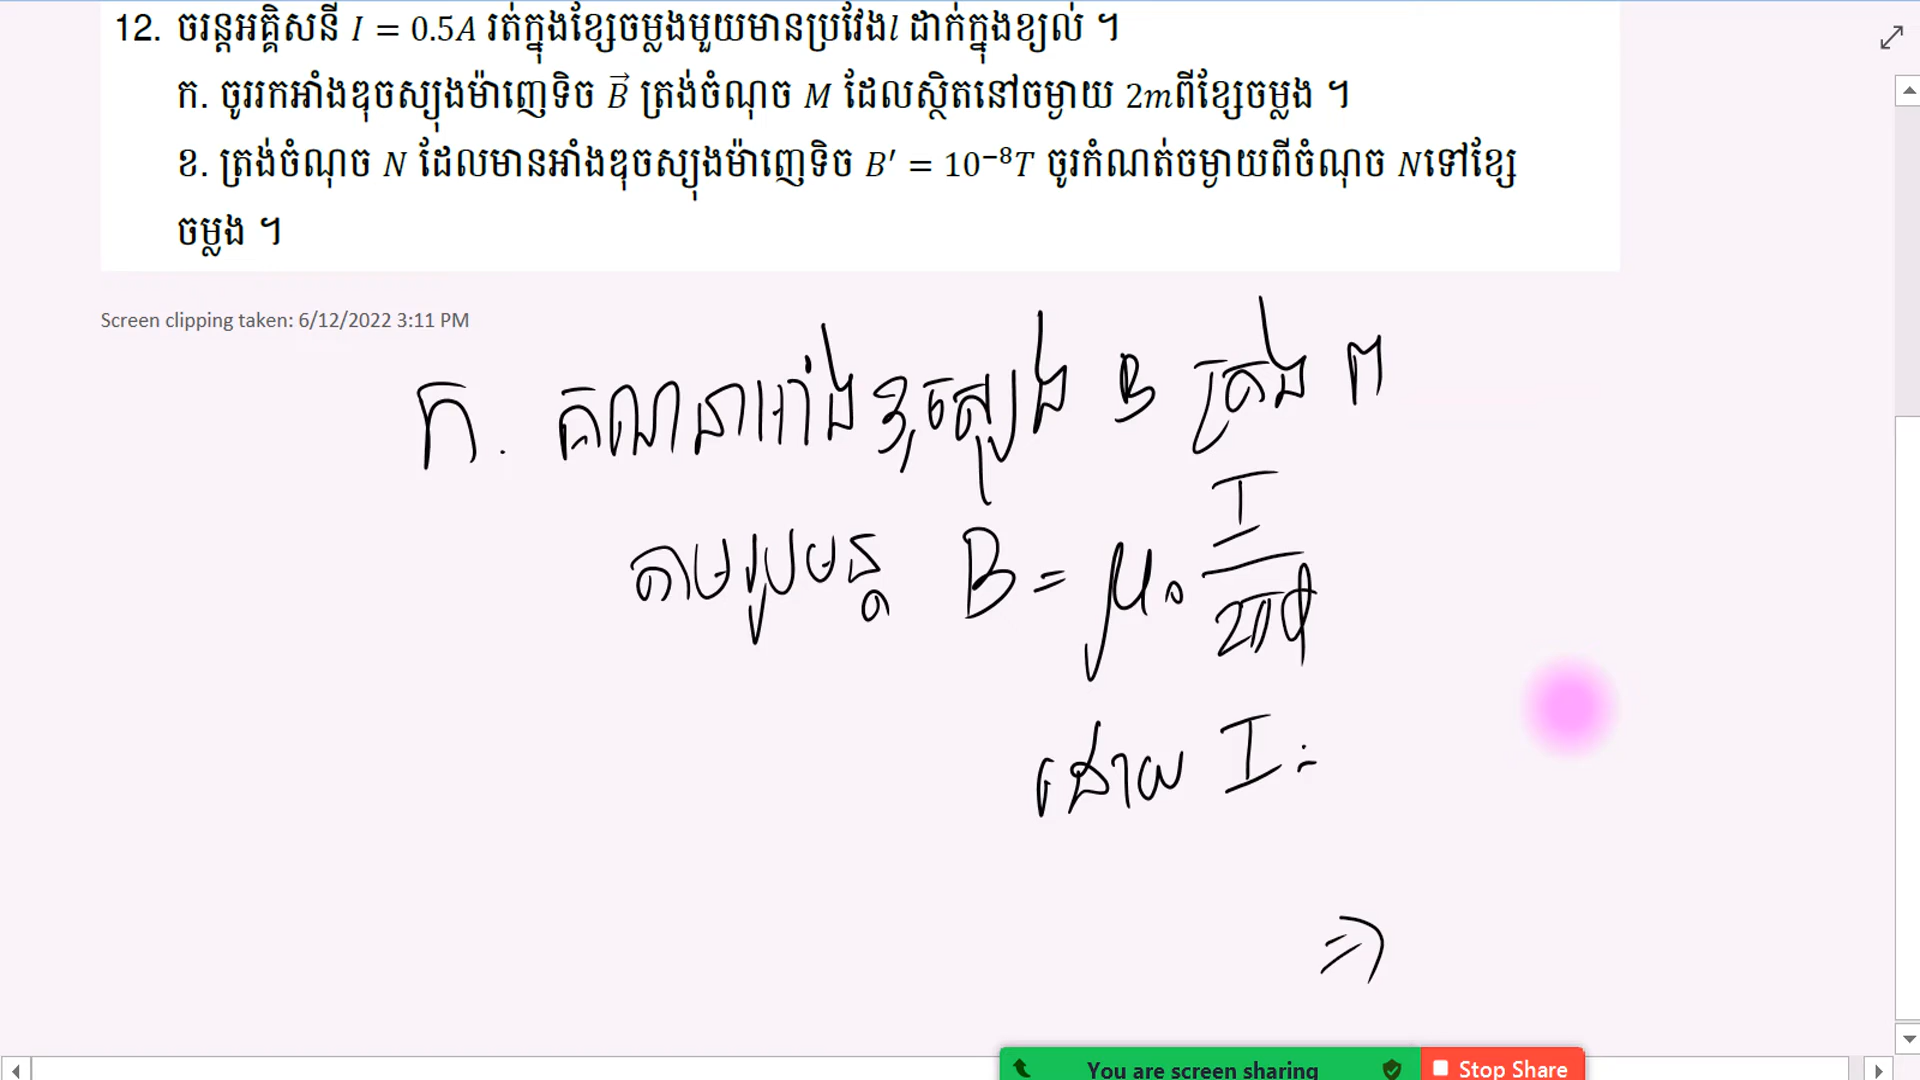 12. ចរន្តអគ្គិសនី I = 0.5A រត់ក្នុងខ្សែចម្លងមួយមានប្រវែងl ដាក់ក្នុងខ្យល់ ។
ក. ចូររកអាំងឌុចស្យុងម៉ាញេទិច B⃗ ត្រង់ចំណុច M ដែលស្ថិតនៅចម្ងាយ 2mពីខ្សែចម្លង ។
ខ. ត្រង់ចំណុច N ដែលមានអាំងឌុចស្យុងម៉ាញេទិច B′ = 10⁻⁸T ចូរកំណត់ចម្ងាយពីចំណុច Nទៅខ្សែ
ចម្លង ។
Screen clipping taken: 6/12/2022 3:11 PM
ក. គណនាអាំងឌុចស្យុង B ត្រង់ M
តាមរូបមន្ត B = μ₀ I/2πd
ដោយ I =
⇒
You are screen sharing
Stop Share